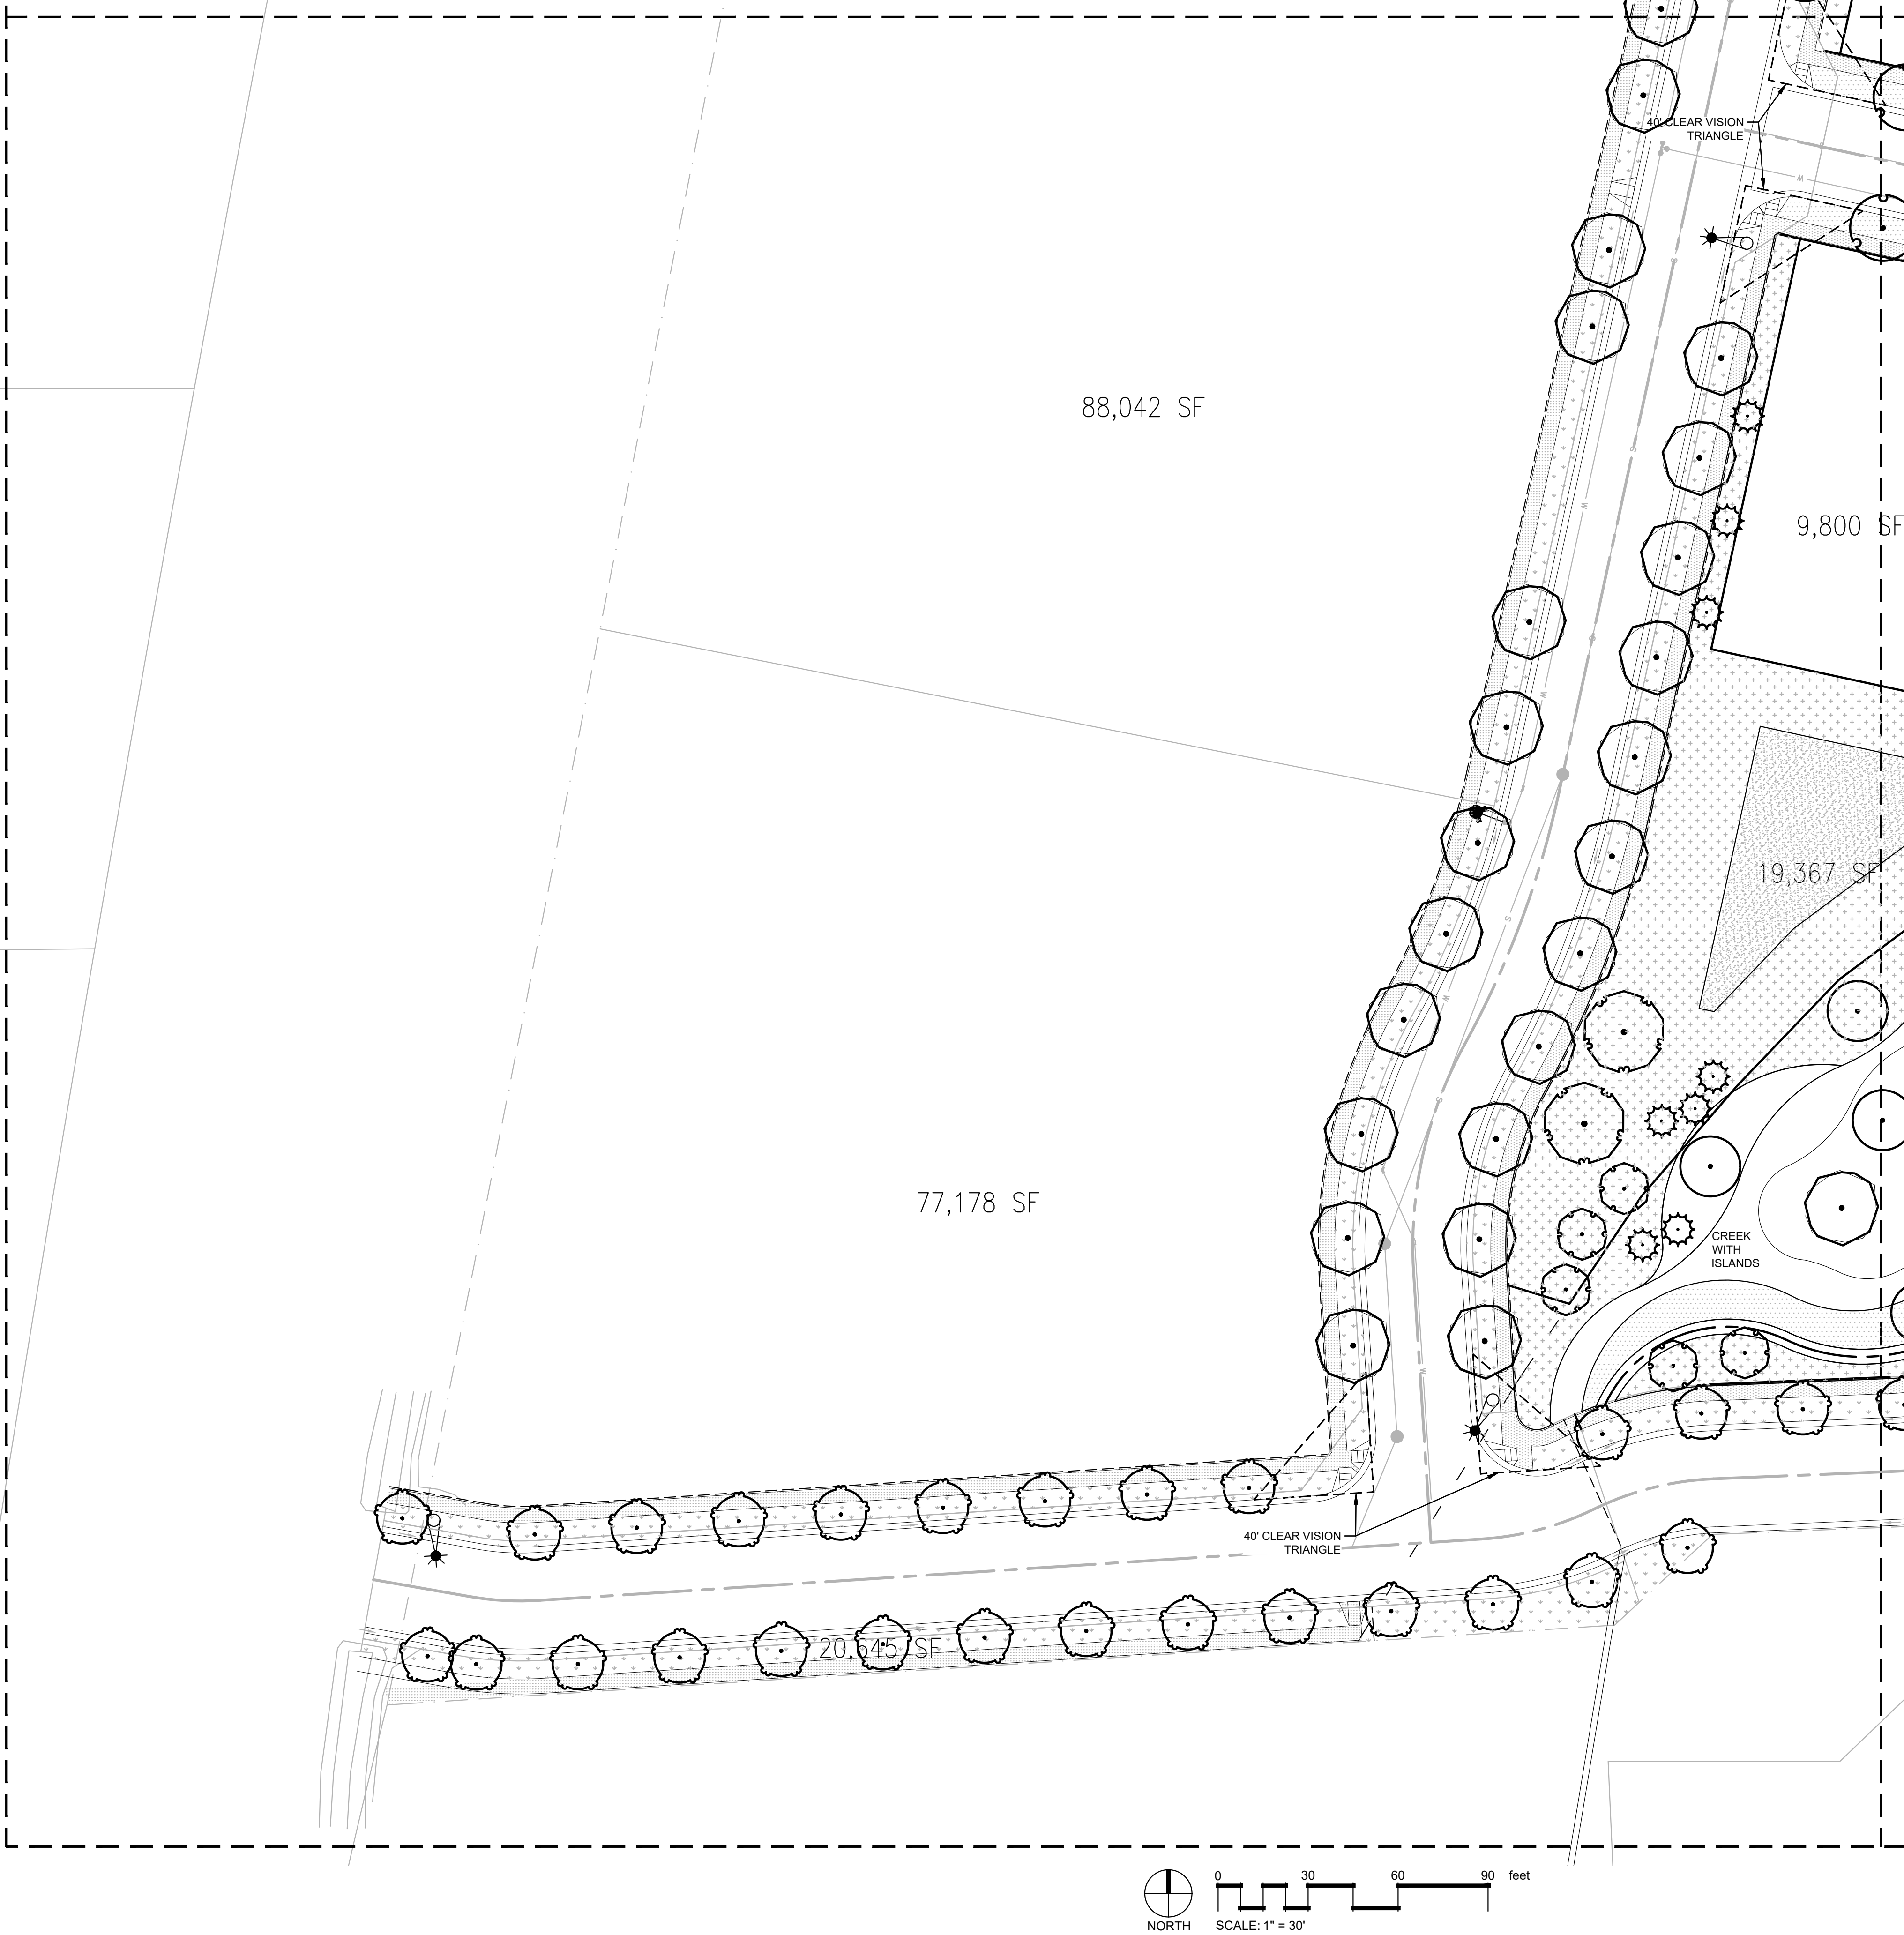 40' CLEAR VISION
TRIANGLE
W
S
88,042 SF
S
W
9,800 SF
S
W
19,367 SF
S
W
S
77,178 SF
CREEK
WITH
ISLANDS
W
40' CLEAR VISION
TRIANGLE
20,645 SF
0 30 60 90 feet
NORTH
SCALE: 1" = 30'